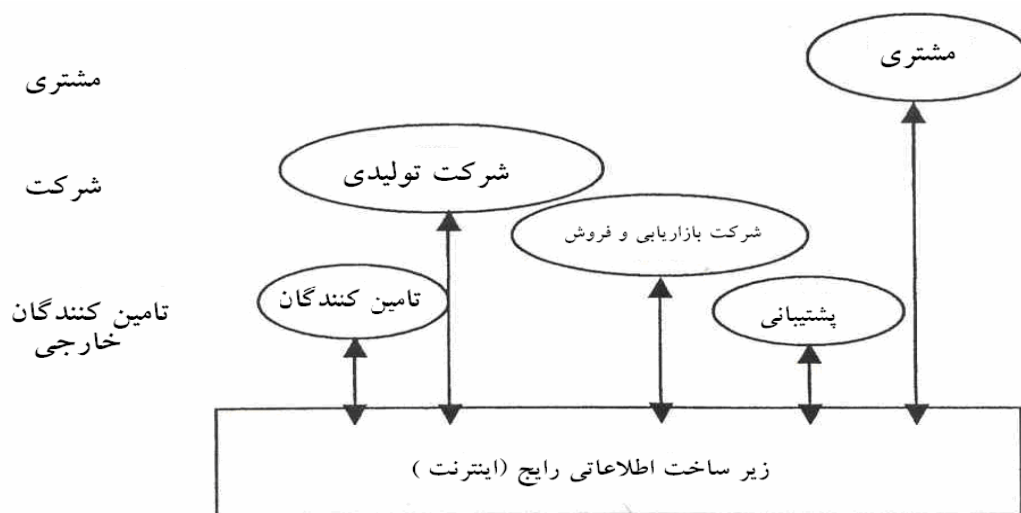 مشتری
مشتری
شرکت تولیدی
شرکت
شرکت بازاریابی و فروش
تامین کنندگان
پشتیبانی
تامین کنندگان
خارجی
زیر ساخت اطلاعاتی رایج (اینترنت )